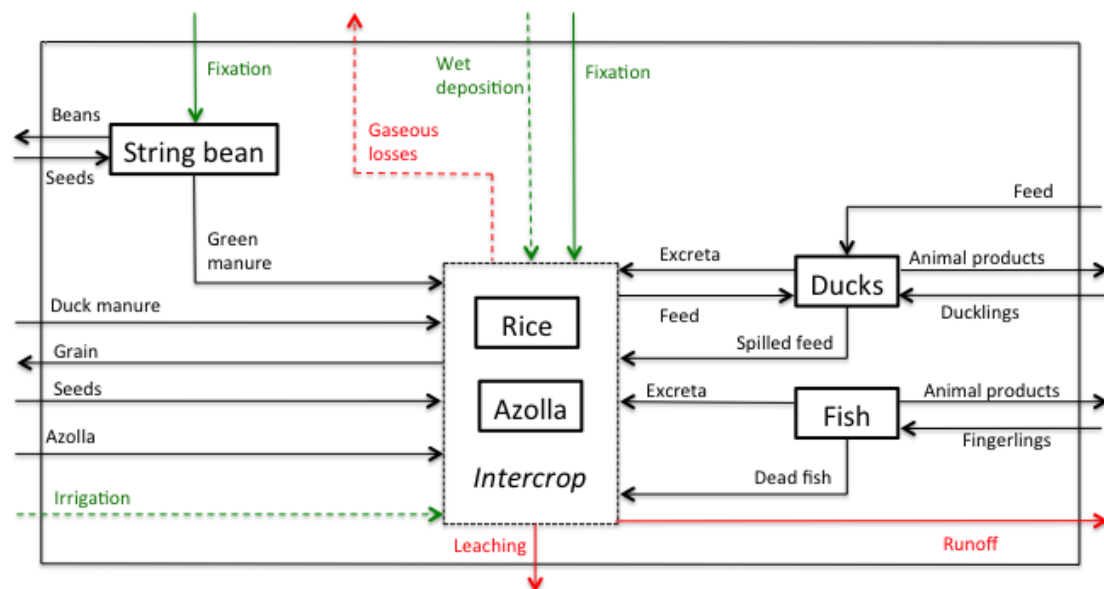 Fixation
Wet
deposition
Fixation
Beans
String bean
Seeds
Gaseous
losses
Feed
Green
manure
Excreta
Animal products
Ducks
Duck manure
Feed
Ducklings
Rice
Grain
Spilled feed
Seeds
Excreta
Animal products
Azolla
Fish
Azolla
Fingerlings
Intercrop
Dead fish
Irrigation
Leaching
Runoff